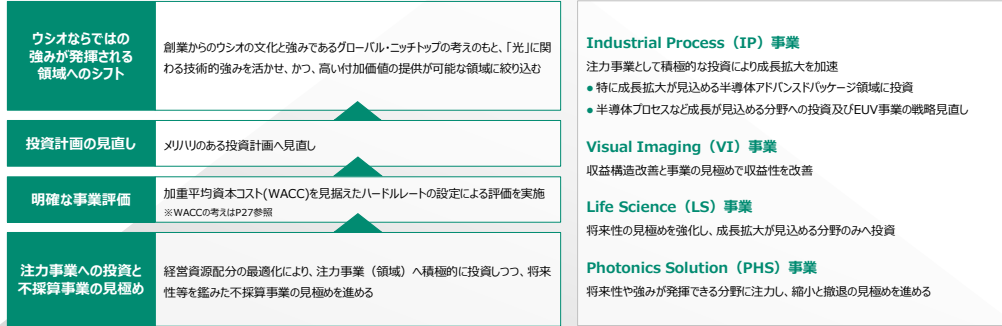 ウシオならではの
強みが発揮される
領域へのシフト
創業からのウシオの文化と強みであるグローバル・ニッチトップの考えのもと、「光」に関
わる技術的強みを活かせ、かつ、高い付加価値の提供が可能な領域に絞り込む
投資計画の見直し
メリハリのある投資計画へ見直し
明確な事業評価
加重平均資本コスト(WACC)を見据えたハードルレートの設定による評価を実施
※WACCの考えはP27参照
注力事業への投資と
不採算事業の見極め
経営資源配分の最適化により、注力事業（領域）へ積極的に投資しつつ、将来
性等を鑑みた不採算事業の見極めを進める
Industrial Process（IP）事業
注力事業として積極的な投資により成長拡大を加速
●特に成長拡大が見込める半導体アドバンスドパッケージ領域に投資
●半導体プロセスなど成長が見込める分野への投資及びEUV事業の戦略見直し
Visual Imaging（VI）事業
収益構造改善と事業の見極めで収益性を改善
Life Science（LS）事業
将来性の見極めを強化し、成長拡大が見込める分野のみへ投資
Photonics Solution（PHS）事業
将来性や強みが発揮できる分野に注力し、縮小と撤退の見極めを進める